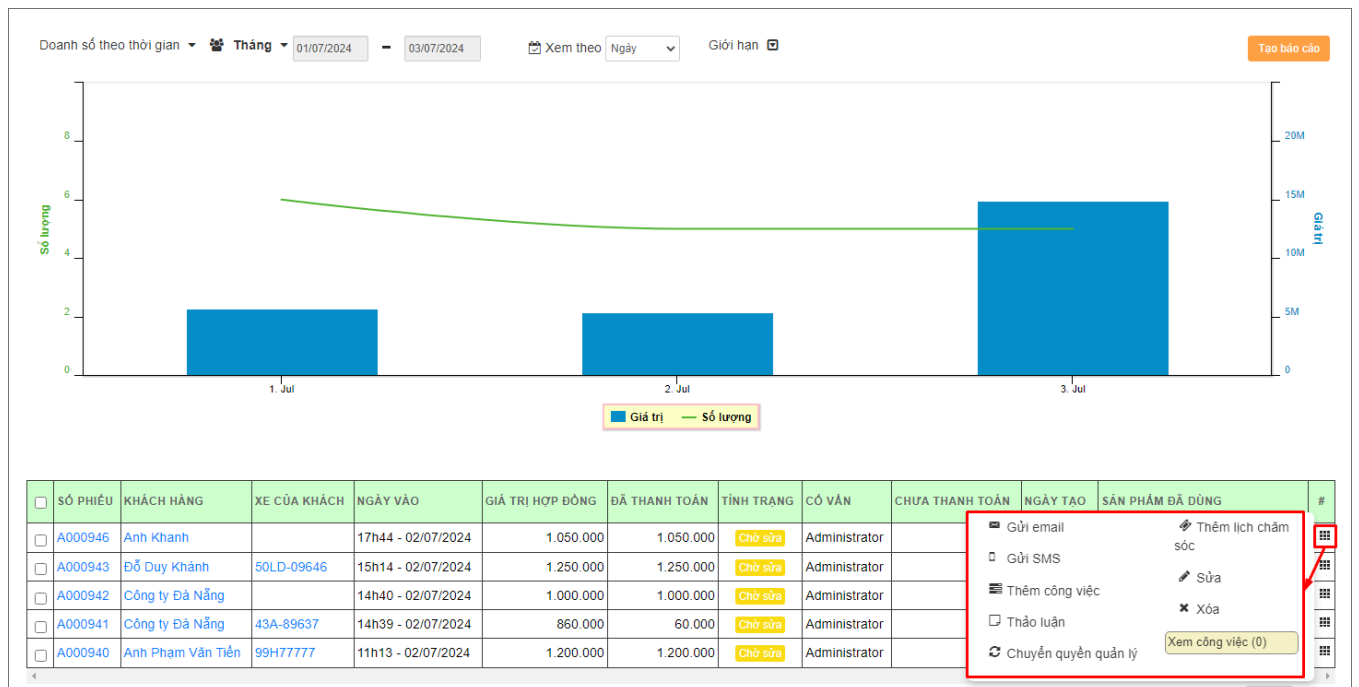 Doanh số theo thời gian Tháng 01/07/2024 - 03/07/2024 Xem theo Ngày Giới hạn Tạo báo cáo
8 20M
6 15M
Số lượng Giá trị
4 10M
2 5M
0 0
1. Jul 2. Jul 3. Jul
Giá trị Số lượng
SỐ PHIẾU KHÁCH HÀNG XE CỦA KHÁCH NGÀY VÀO GIÁ TRỊ HỢP ĐỒNG ĐÃ THANH TOÁN TÌNH TRẠNG CỐ VẤN CHƯA THANH TOÁN NGÀY TẠO SẢN PHẨM ĐÃ DÙNG #
A000946 Anh Khanh 17h44 - 02/07/2024 1.050.000 1.050.000 Chờ sửa Administrator
A000943 Đỗ Duy Khánh 50LD-09646 15h14 - 02/07/2024 1.250.000 1.250.000 Chờ sửa Administrator
A000942 Công ty Đà Nẵng 14h40 - 02/07/2024 1.000.000 1.000.000 Chờ sửa Administrator
A000941 Công ty Đà Nẵng 43A-89637 14h39 - 02/07/2024 860.000 60.000 Chờ sửa Administrator
A000940 Anh Phạm Văn Tiến 99H77777 11h13 - 02/07/2024 1.200.000 1.200.000 Chờ sửa Administrator
Gửi email
Gửi SMS
Thêm công việc
Thảo luận
Chuyển quyền quản lý
Thêm lịch chăm
sóc
Sửa
Xóa
Xem công việc (0)